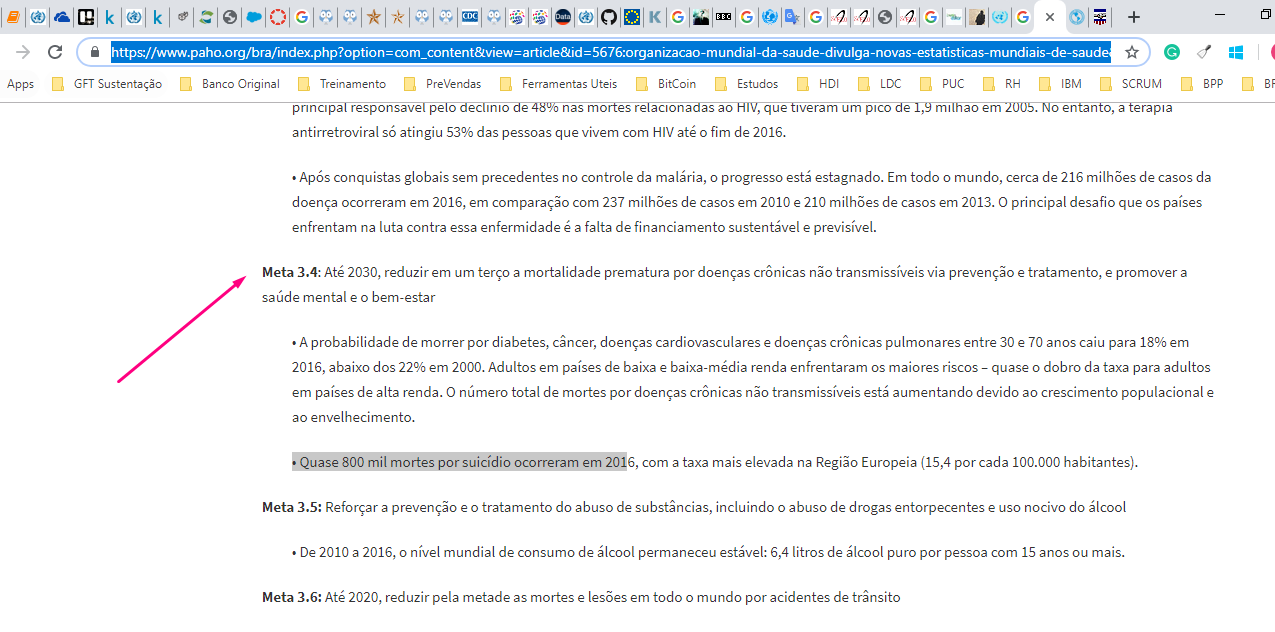 https://www.paho.org/bra/index.php?option=com_content&view=article&id=5676:organizacao-mundial-da-saude-divulga-novas-estatisticas-mundiais-de-saude
Apps GFT Sustentação Banco Original Treinamento PreVendas Ferramentas Uteis BitCoin Estudos HDI LDC PUC RH IBM SCRUM BPP
principal responsável pelo declínio de 48% nas mortes relacionadas ao HIV, que tiveram um pico de 1,9 milhão em 2005. No entanto, a terapia
antirretroviral só atingiu 53% das pessoas que vivem com HIV até o fim de 2016.
• Após conquistas globais sem precedentes no controle da malária, o progresso está estagnado. Em todo o mundo, cerca de 216 milhões de casos da
doença ocorreram em 2016, em comparação com 237 milhões de casos em 2010 e 210 milhões de casos em 2013. O principal desafio que os países
enfrentam na luta contra essa enfermidade é a falta de financiamento sustentável e previsível.
Meta 3.4: Até 2030, reduzir em um terço a mortalidade prematura por doenças crônicas não transmissíveis via prevenção e tratamento, e promover a
saúde mental e o bem-estar
• A probabilidade de morrer por diabetes, câncer, doenças cardiovasculares e doenças crônicas pulmonares entre 30 e 70 anos caiu para 18% em
2016, abaixo dos 22% em 2000. Adultos em países de baixa e baixa-média renda enfrentaram os maiores riscos – quase o dobro da taxa para adultos
em países de alta renda. O número total de mortes por doenças crônicas não transmissíveis está aumentando devido ao crescimento populacional e
ao envelhecimento.
• Quase 800 mil mortes por suicídio ocorreram em 2016, com a taxa mais elevada na Região Europeia (15,4 por cada 100.000 habitantes).
Meta 3.5: Reforçar a prevenção e o tratamento do abuso de substâncias, incluindo o abuso de drogas entorpecentes e uso nocivo do álcool
• De 2010 a 2016, o nível mundial de consumo de álcool permaneceu estável: 6,4 litros de álcool puro por pessoa com 15 anos ou mais.
Meta 3.6: Até 2020, reduzir pela metade as mortes e lesões em todo o mundo por acidentes de trânsito